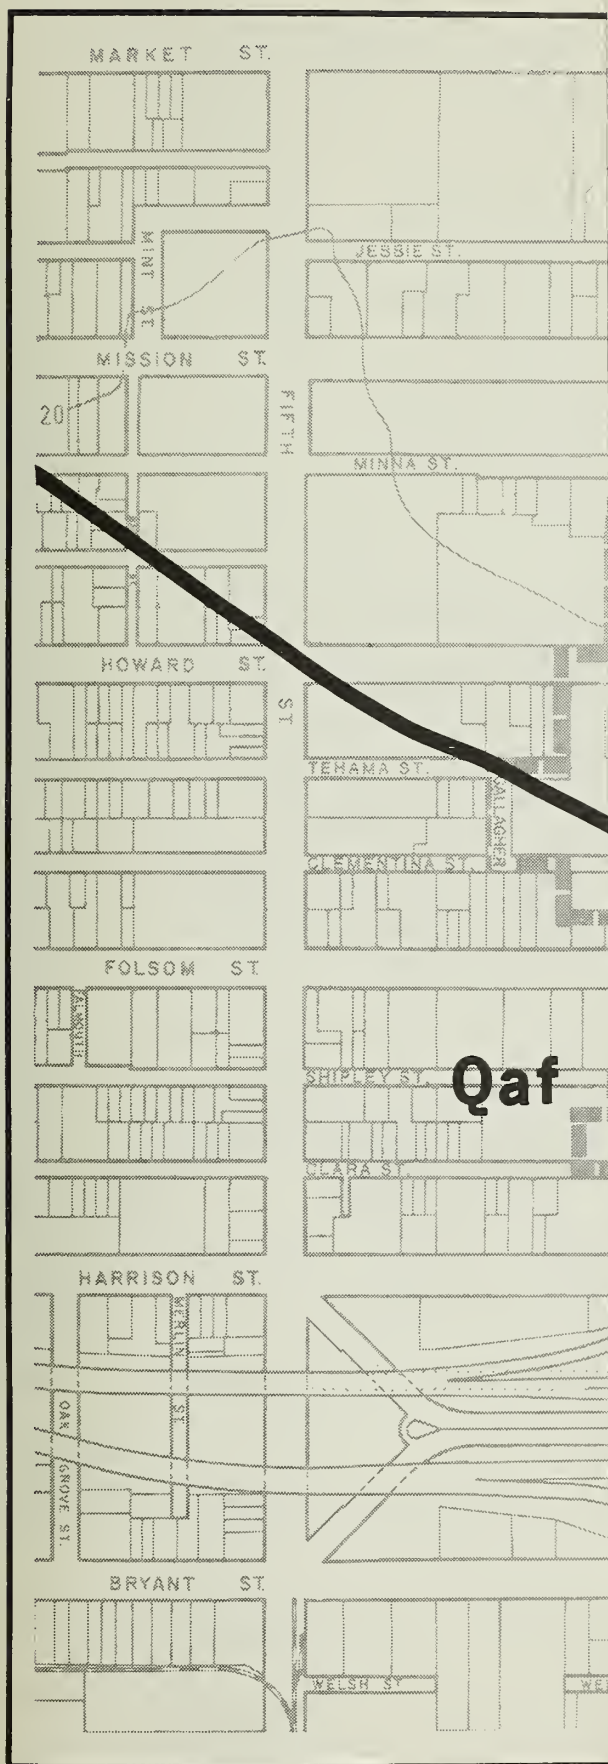 MARKET ST.
JESSIE ST.
MINT ST.
MISSION ST.
20
FIFTH ST
MINNA ST.
HOWARD ST.
TEHAMA ST.
GALLAGHER
CLEMENTINA ST.
FOLSOM ST.
FALMOUTH
SHIPLEY ST.
Qaf
CLARA ST.
HARRISON ST.
MERLIN ST
OAK GROVE ST.
BRYANT ST.
WELSH ST